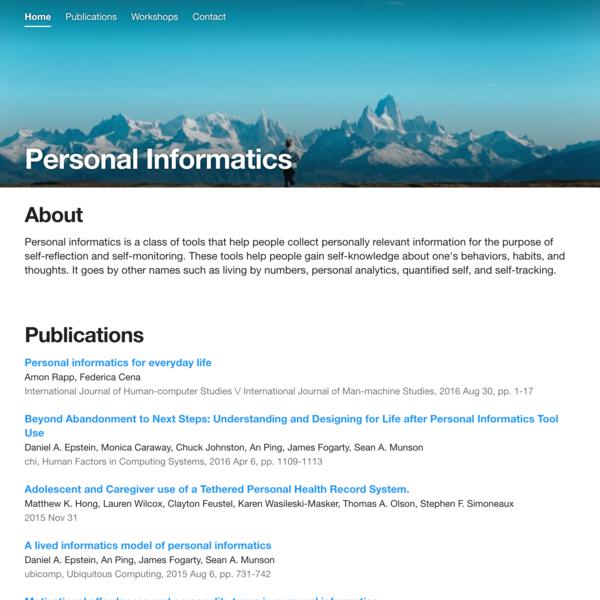 Home Publications Workshops Contact
Personal Informatics
About
Personal informatics is a class of tools that help people collect personally relevant information for the purpose of
self-reflection and self-monitoring. These tools help people gain self-knowledge about one's behaviors, habits, and
thoughts. It goes by other names such as living by numbers, personal analytics, quantified self, and self-tracking.
Publications
Personal informatics for everyday life
Amon Rapp, Federica Cena
International Journal of Human-computer Studies \/ International Journal of Man-machine Studies, 2016 Aug 30, pp. 1-17
Beyond Abandonment to Next Steps: Understanding and Designing for Life after Personal Informatics Tool
Use
Daniel A. Epstein, Monica Caraway, Chuck Johnston, An Ping, James Fogarty, Sean A. Munson
chi, Human Factors in Computing Systems, 2016 Apr 6, pp. 1109-1113
Adolescent and Caregiver use of a Tethered Personal Health Record System.
Matthew K. Hong, Lauren Wilcox, Clayton Feustel, Karen Wasileski-Masker, Thomas A. Olson, Stephen F. Simoneaux
2015 Nov 31
A lived informatics model of personal informatics
Daniel A. Epstein, An Ping, James Fogarty, Sean A. Munson
ubicomp, Ubiquitous Computing, 2015 Aug 6, pp. 731-742